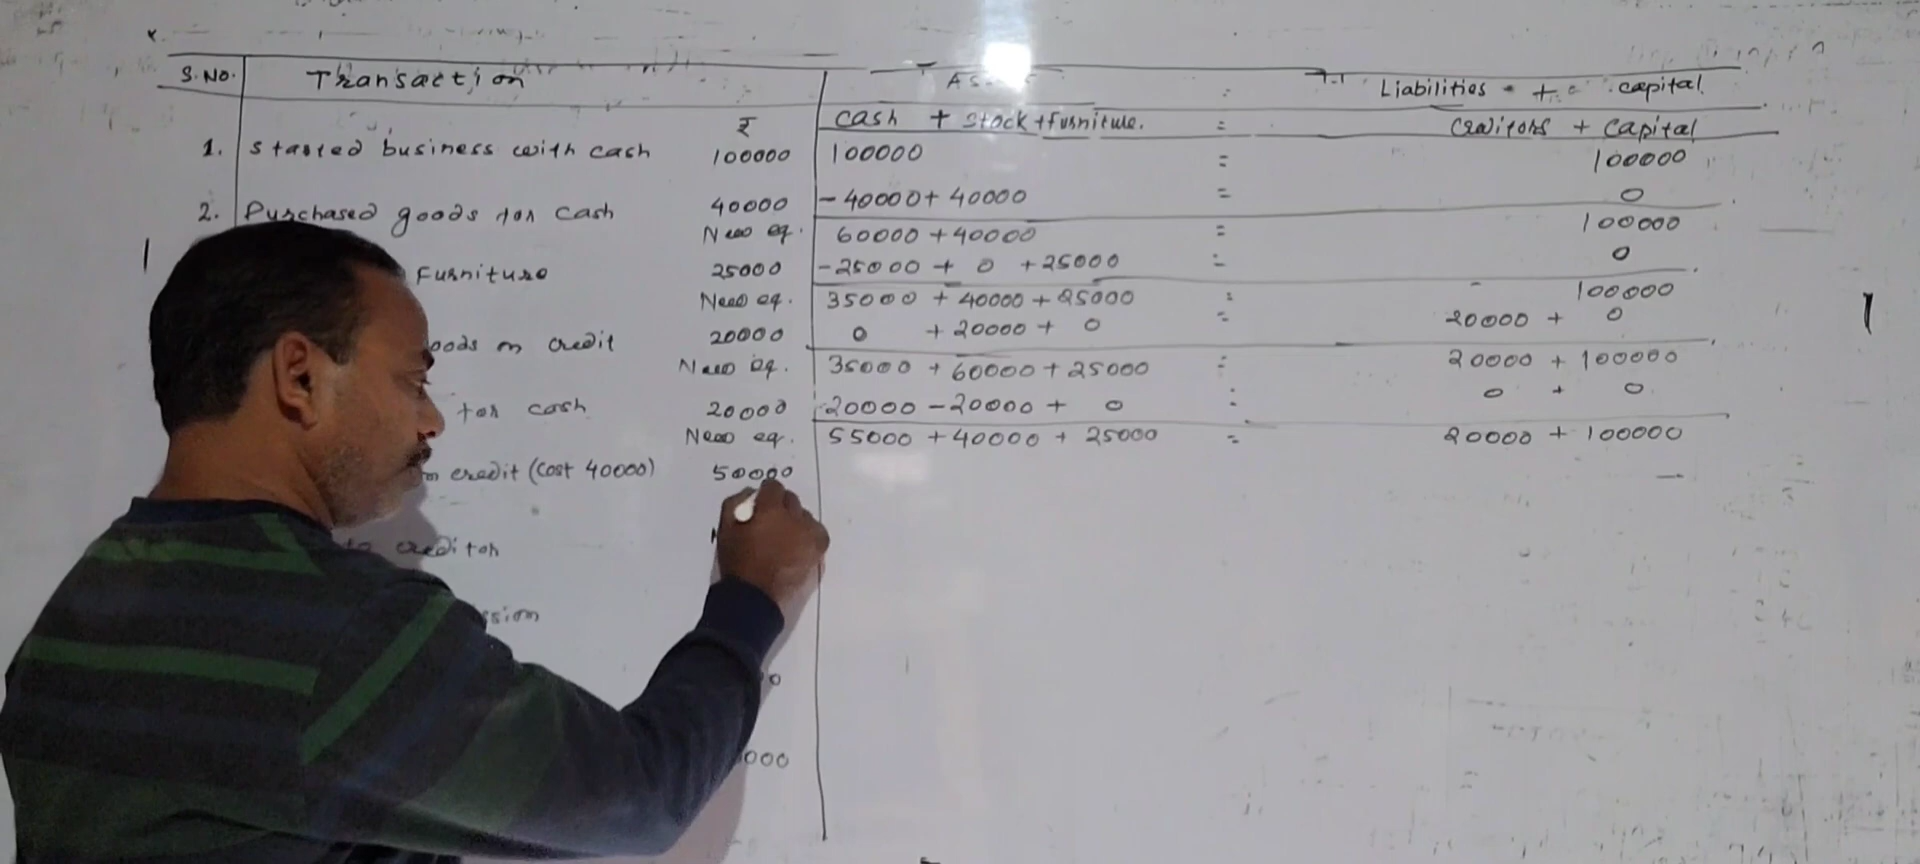 S.No. Transaction Assets : Liabilities + capital
₹ cash + stock + furniture. = Creditors + Capital
1. started business with cash 100000 100000 = 100000
2. Purchased goods for cash 40000 - 40000 + 40000 = 0
New eq. 60000 + 40000 = 100000
Furniture 25000 - 25000 + 0 + 25000 = 0
New eq. 35000 + 40000 + 25000 = 100000
oods on credit 20000 0 + 20000 + 0 = 20000 + 0
New eq. 35000 + 60000 + 25000 = 20000 + 100000
for cash 20000 20000 - 20000 + 0 : 0 + 0
New eq. 55000 + 40000 + 25000 = 20000 + 100000
on credit (cost 40000) 50000
to creditor
ssion
0
000